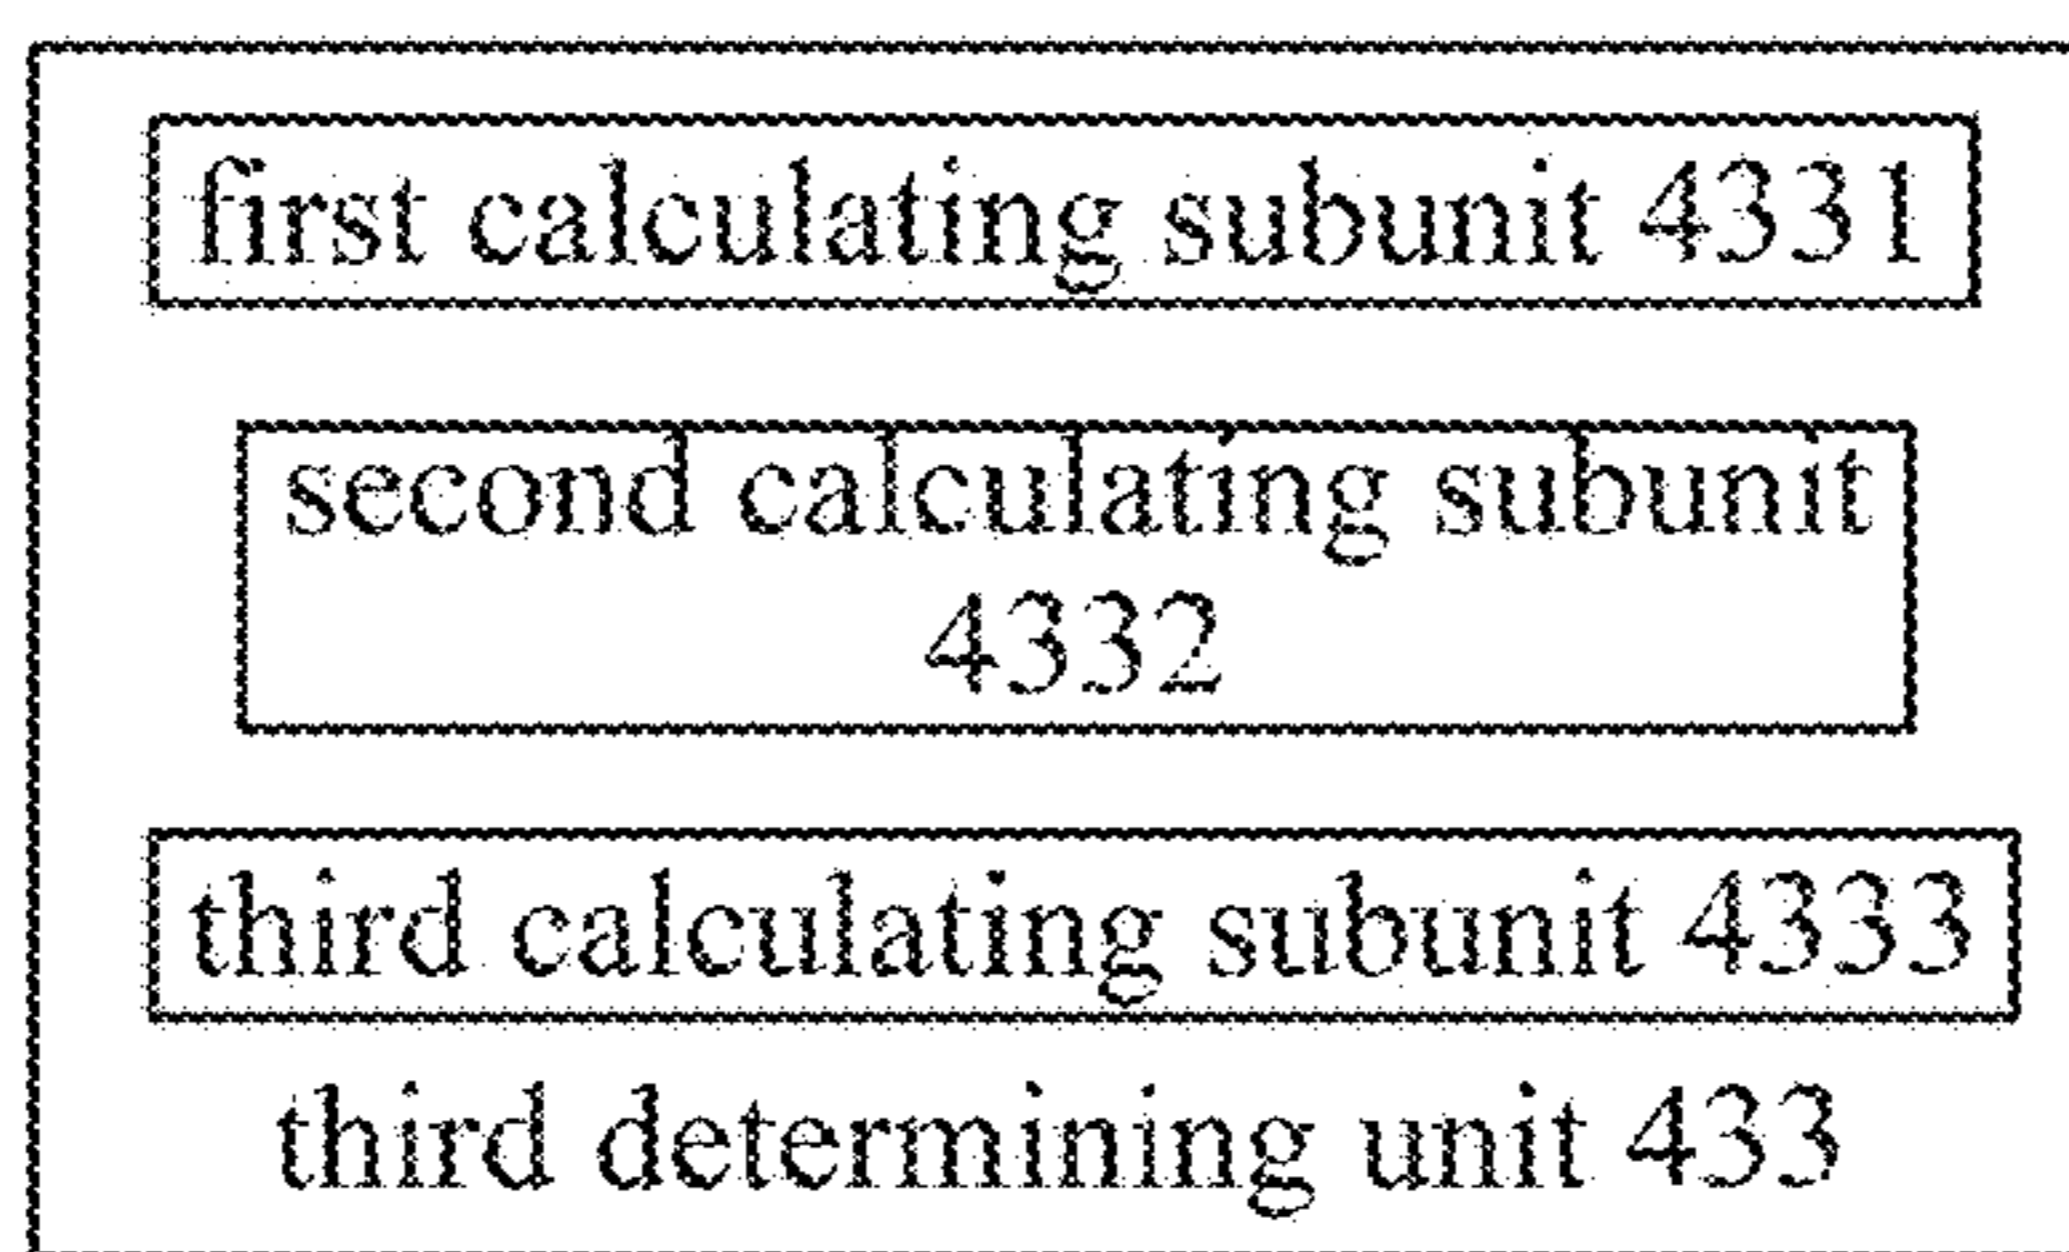 first calculating subunit 4331
second calculating subunit
4332
third calculating subunit 4333
third determining unit 433